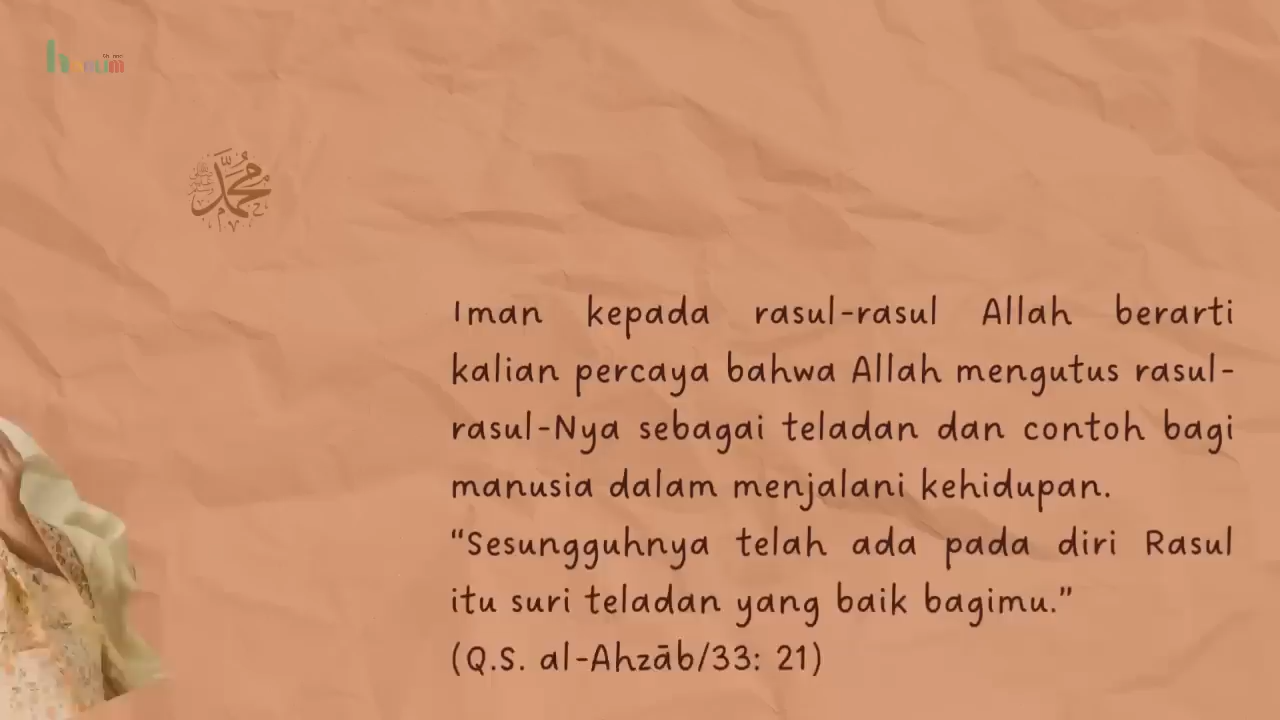 محمد
Iman kepada rasul-rasul Allah berarti
kalian percaya bahwa Allah mengutus rasul-
rasul-Nya sebagai teladan dan contoh bagi
manusia dalam menjalani kehidupan.
“Sesungguhnya telah ada pada diri Rasul
itu suri teladan yang baik bagimu.”
(Q.S. al-Ahzāb/33: 21)